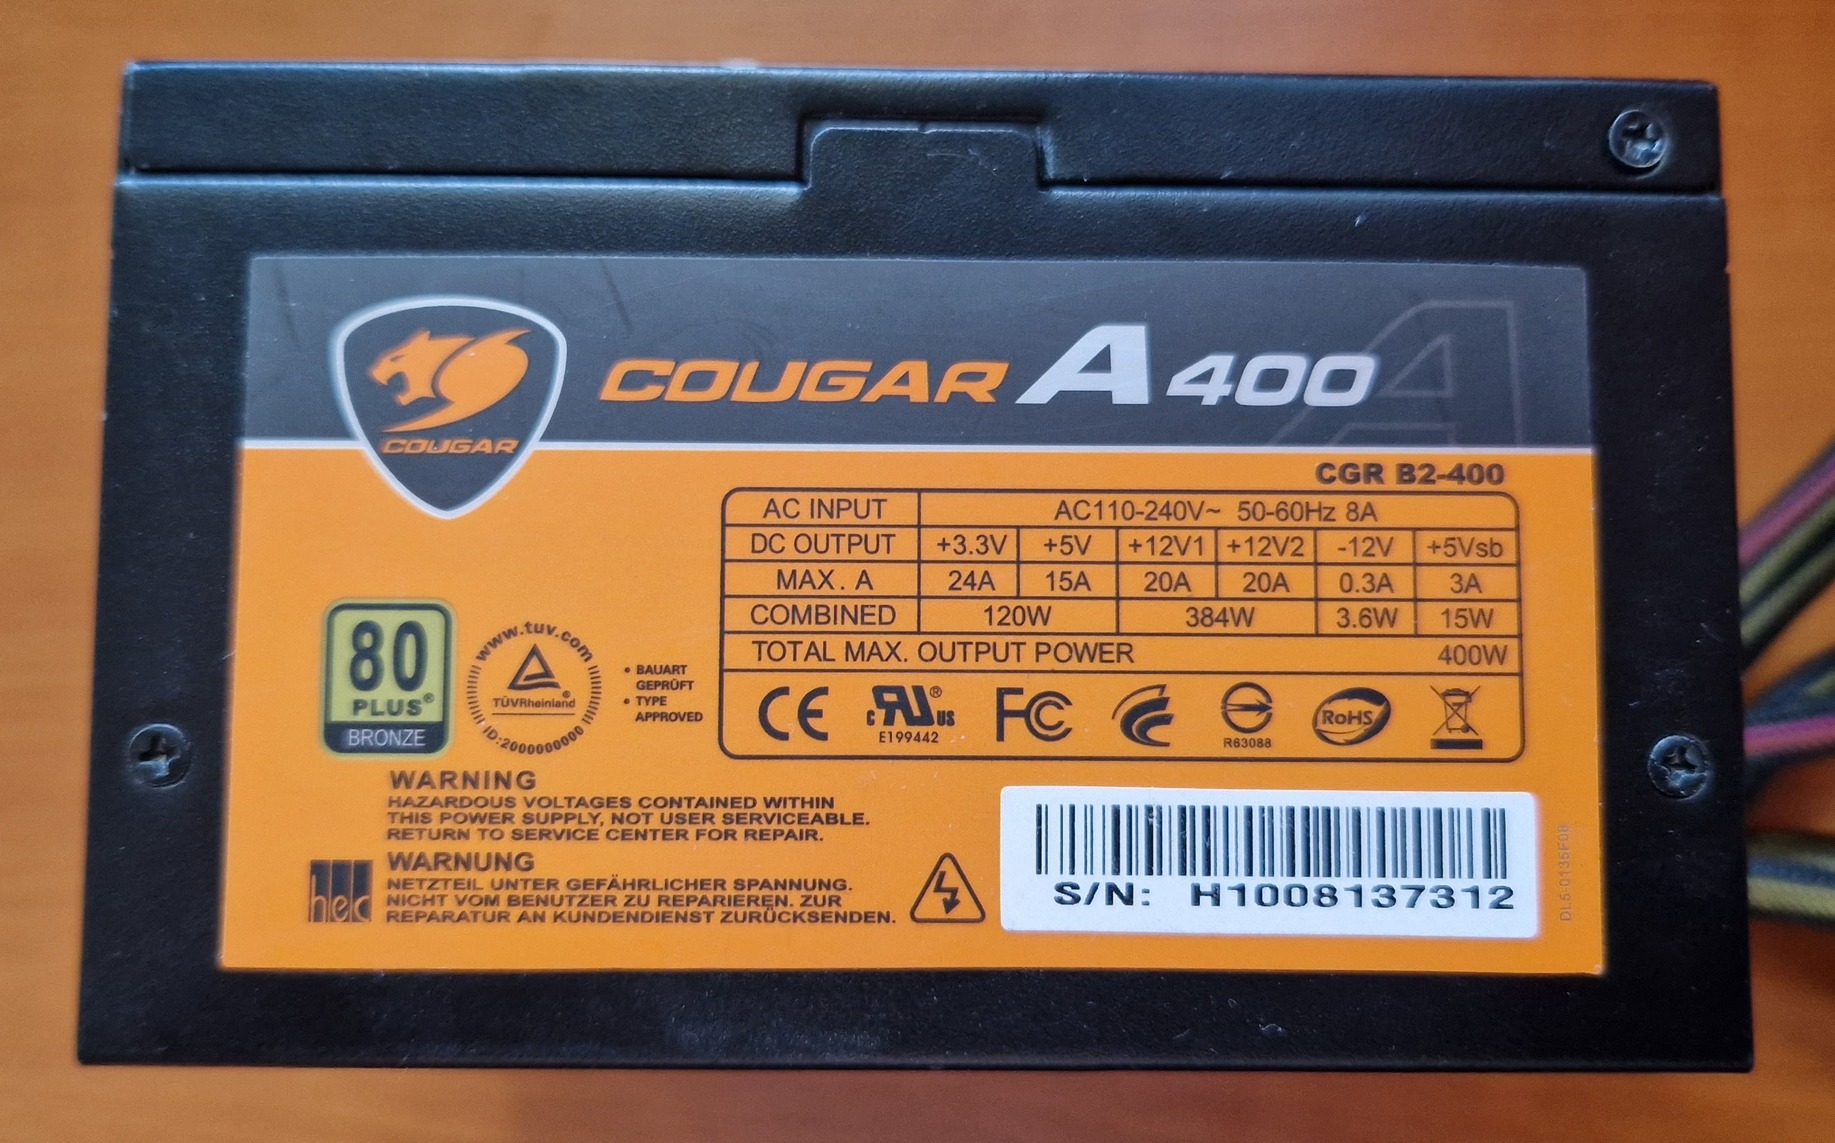 COUGAR A400
COUGAR
CGR B2-400
AC INPUT AC110-240V~ 50-60Hz 8A
DC OUTPUT +3.3V +5V +12V1 +12V2 -12V +5Vsb
MAX. A 24A 15A 20A 20A 0.3A 3A
COMBINED 120W 384W 3.6W 15W
TOTAL MAX. OUTPUT POWER 400W
80
PLUS®
BRONZE
www.tuv.com
TÜVRheinland®
ID:2000000000
• BAUART
GEPRÜFT
• TYPE
APPROVED
CE
c RU® US
E199442
FC
R63088
RoHS
WARNING
HAZARDOUS VOLTAGES CONTAINED WITHIN
THIS POWER SUPPLY, NOT USER SERVICEABLE.
RETURN TO SERVICE CENTER FOR REPAIR.
hec
WARNUNG
NETZTEIL UNTER GEFÄHRLICHER SPANNUNG.
NICHT VOM BENUTZER ZU REPARIEREN. ZUR
REPARATUR AN KUNDENDIENST ZURÜCKSENDEN.
S/N: H1008137312
DL5-0135F08